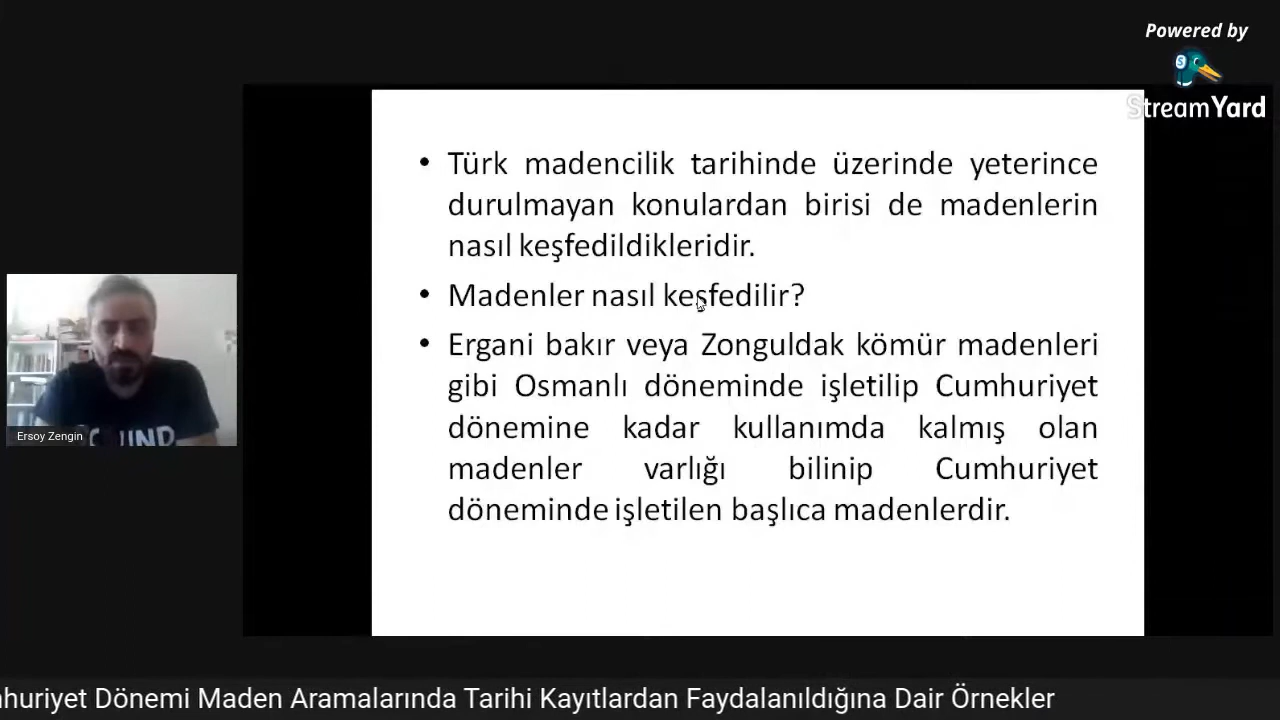 Powered by
StreamYard
• Türk madencilik tarihinde üzerinde yeterince
durulmayan konulardan birisi de madenlerin
nasıl keşfedildikleridir.
• Madenler nasıl keşfedilir?
• Ergani bakır veya Zonguldak kömür madenleri
gibi Osmanlı döneminde işletilip Cumhuriyet
dönemine kadar kullanımda kalmış olan
madenler varlığı bilinip Cumhuriyet
döneminde işletilen başlıca madenlerdir.
Ersoy Zengin
Dönemi Maden Aramalarında Tarihi Kayıtlardan Faydalanıldığına Dair Örnekler